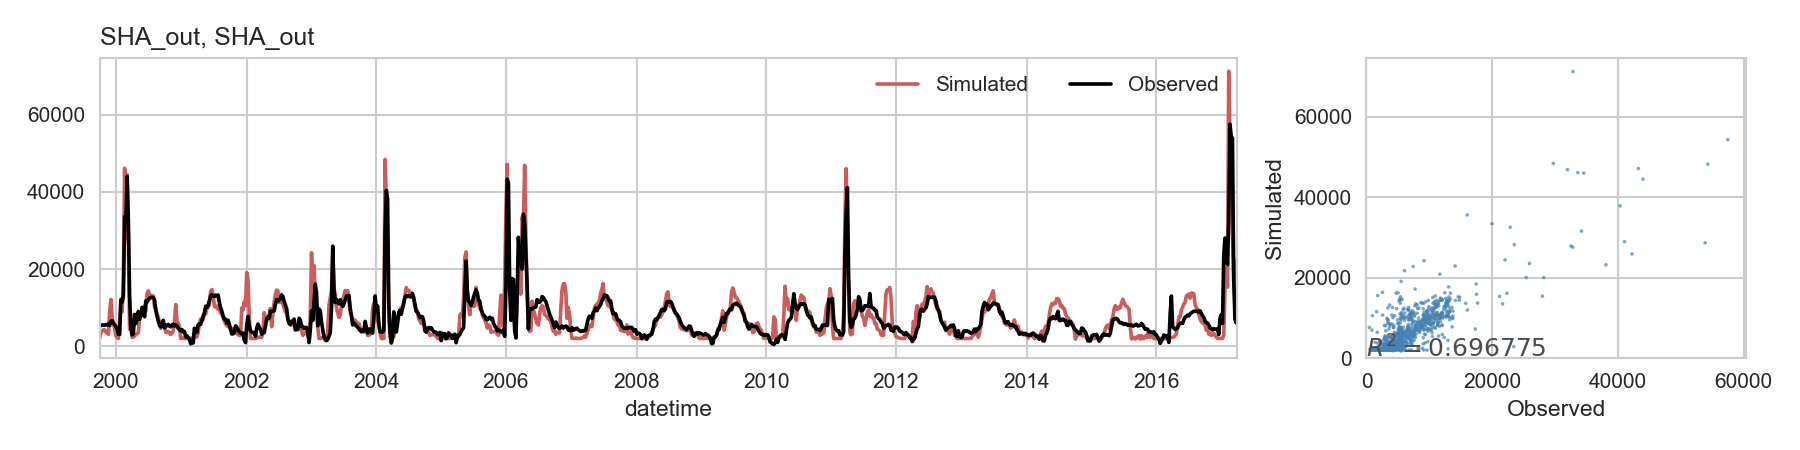 SHA_out, SHA_out
Simulated
Observed
60000
40000
20000
0
2000 2002 2004 2006 2008 2010 2012 2014 2016
datetime
Simulated
60000
40000
20000
0
R² = 0.696775
0 20000 40000 60000
Observed